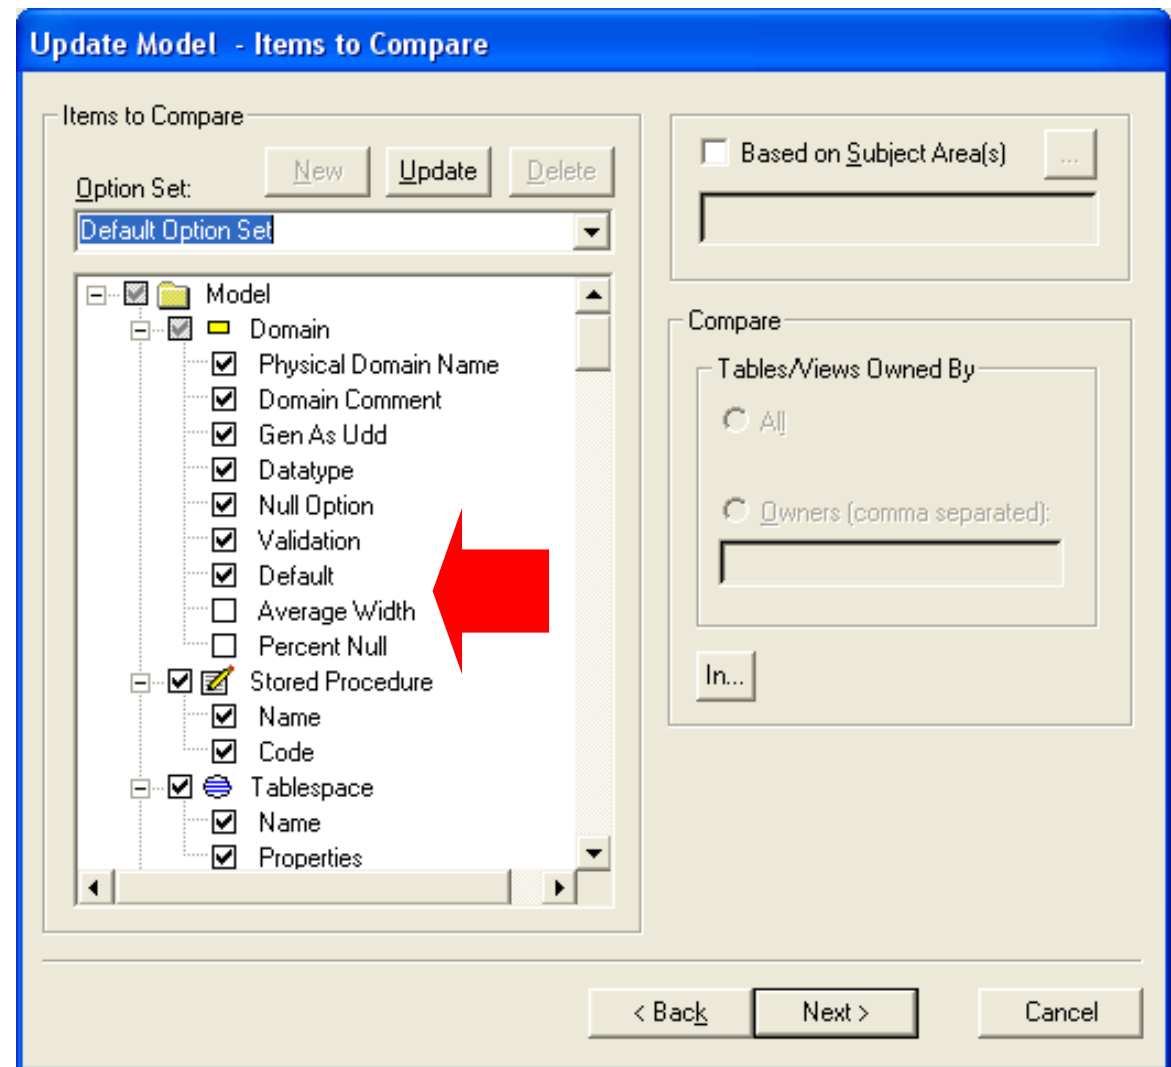 Update Model - Items to Compare
Items to Compare
New
Update
Delete
Option Set:
Default Option Set
Model
Domain
Physical Domain Name
Domain Comment
Gen As Udd
Datatype
Null Option
Validation
Default
Average Width
Percent Null
Stored Procedure
Name
Code
Tablespace
Name
Properties
Based on Subject Area(s)
...
Compare
Tables/Views Owned By
All
Owners (comma separated):
In...
< Back
Next >
Cancel